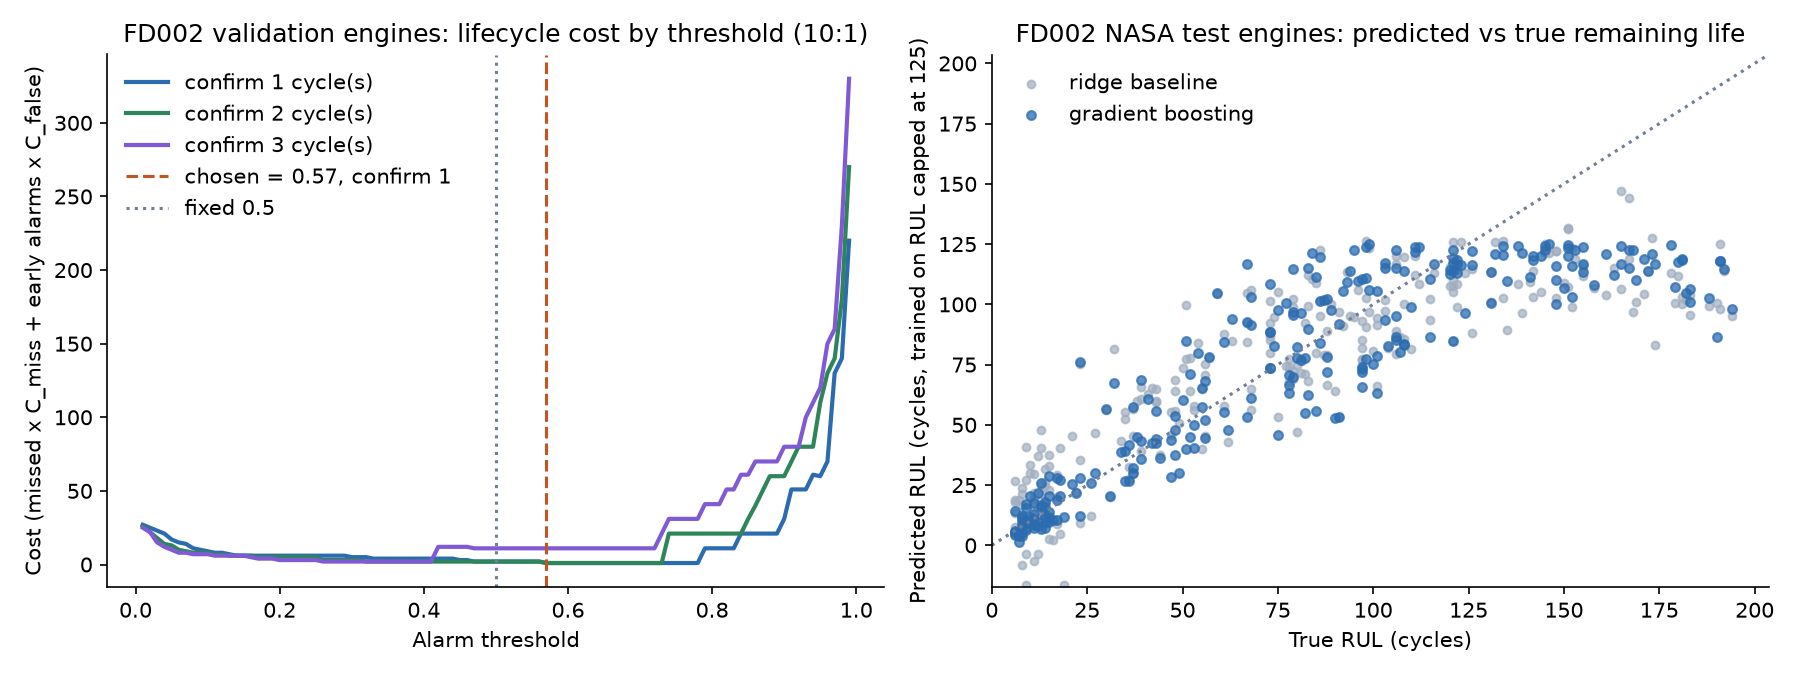 FD002 validation engines: lifecycle cost by threshold (10:1)
Cost (missed x C_miss + early alarms x C_false)
confirm 1 cycle(s)
confirm 2 cycle(s)
confirm 3 cycle(s)
chosen = 0.57, confirm 1
fixed 0.5
300
250
200
150
100
50
0
0.0 0.2 0.4 0.6 0.8 1.0
Alarm threshold
FD002 NASA test engines: predicted vs true remaining life
Predicted RUL (cycles, trained on RUL capped at 125)
ridge baseline
gradient boosting
200
175
150
125
100
75
50
25
0
0 25 50 75 100 125 150 175 200
True RUL (cycles)